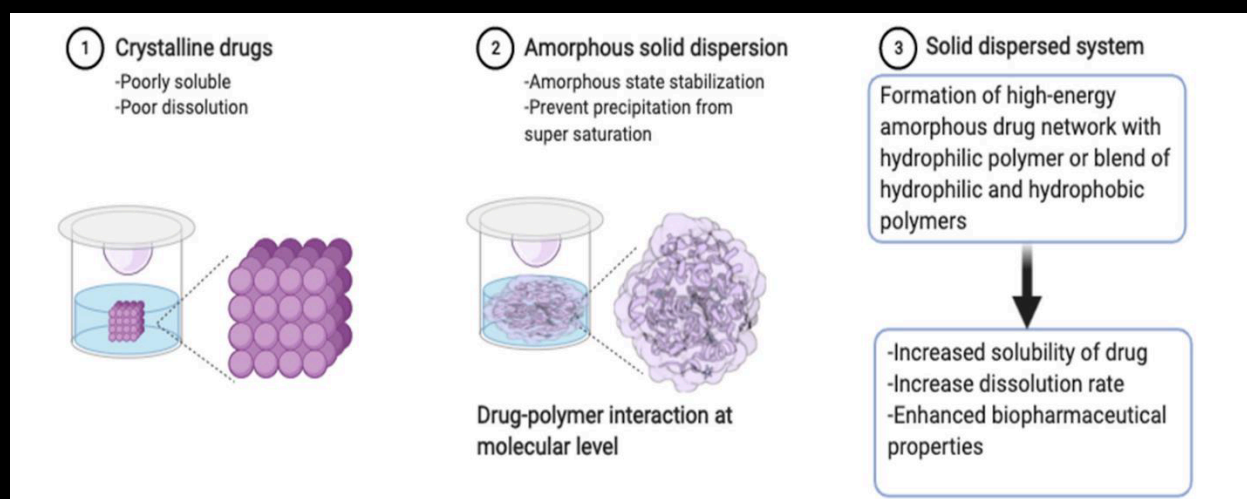 1 Crystalline drugs
-Poorly soluble
-Poor dissolution
2 Amorphous solid dispersion
-Amorphous state stabilization
-Prevent precipitation from
super saturation
Drug-polymer interaction at
molecular level
3 Solid dispersed system
Formation of high-energy
amorphous drug network with
hydrophilic polymer or blend of
hydrophilic and hydrophobic
polymers
-Increased solubility of drug
-Increase dissolution rate
-Enhanced biopharmaceutical
properties